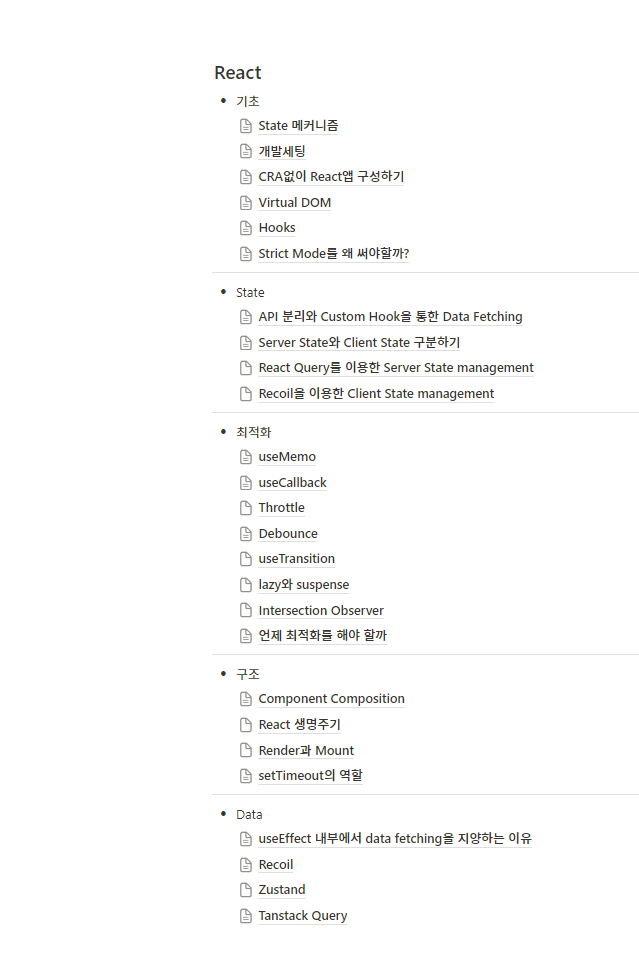 React
기초
State 메커니즘
개발세팅
CRA없이 React앱 구성하기
Virtual DOM
Hooks
Strict Mode를 왜 써야할까?
State
API 분리와 Custom Hook을 통한 Data Fetching
Server State와 Client State 구분하기
React Query를 이용한 Server State management
Recoil을 이용한 Client State management
최적화
useMemo
useCallback
Throttle
Debounce
useTransition
lazy와 suspense
Intersection Observer
언제 최적화를 해야 할까
구조
Component Composition
React 생명주기
Render과 Mount
setTimeout의 역할
Data
useEffect 내부에서 data fetching을 지양하는 이유
Recoil
Zustand
Tanstack Query